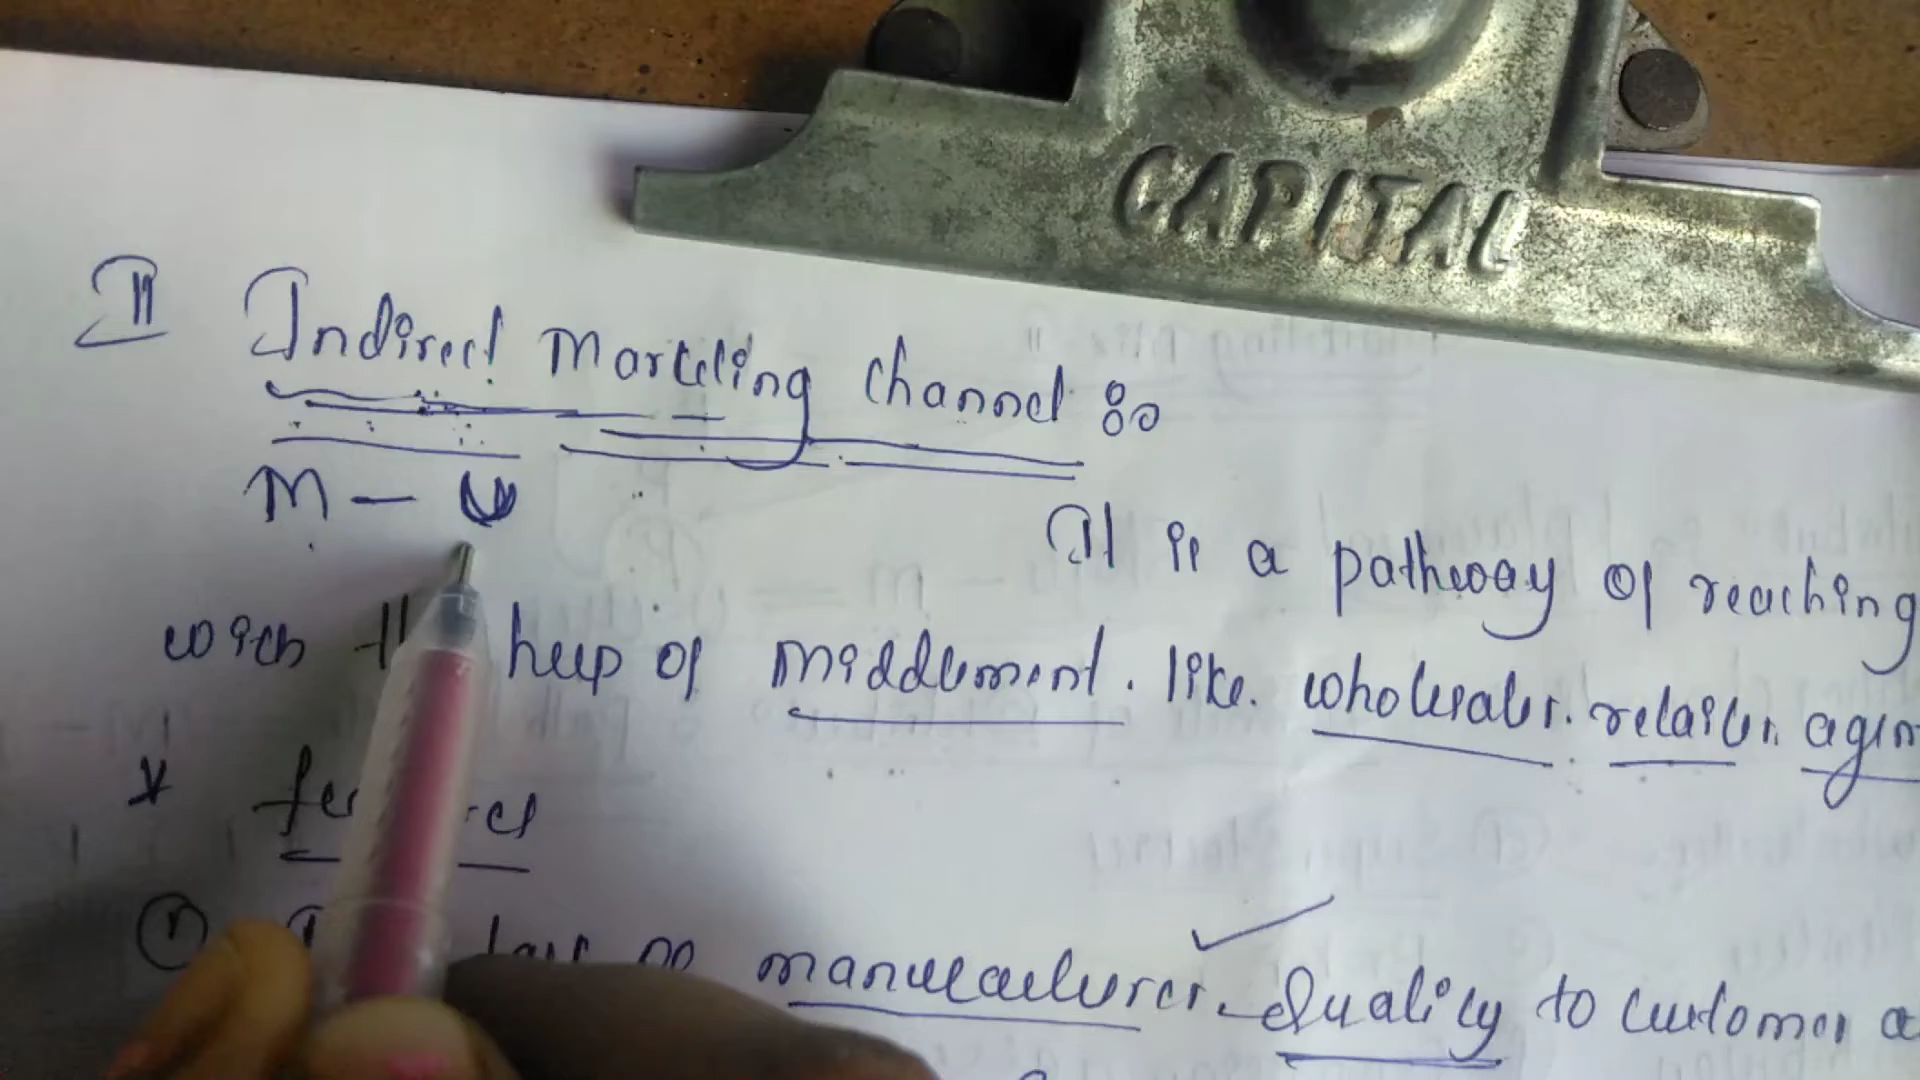 CAPITAL
II Indirect Marketing channel :-
M -
It is a pathway of reaching
with the help of middlement. like. wholesaler. retailer. agen
* features
① manufacturer. Quality to customer a